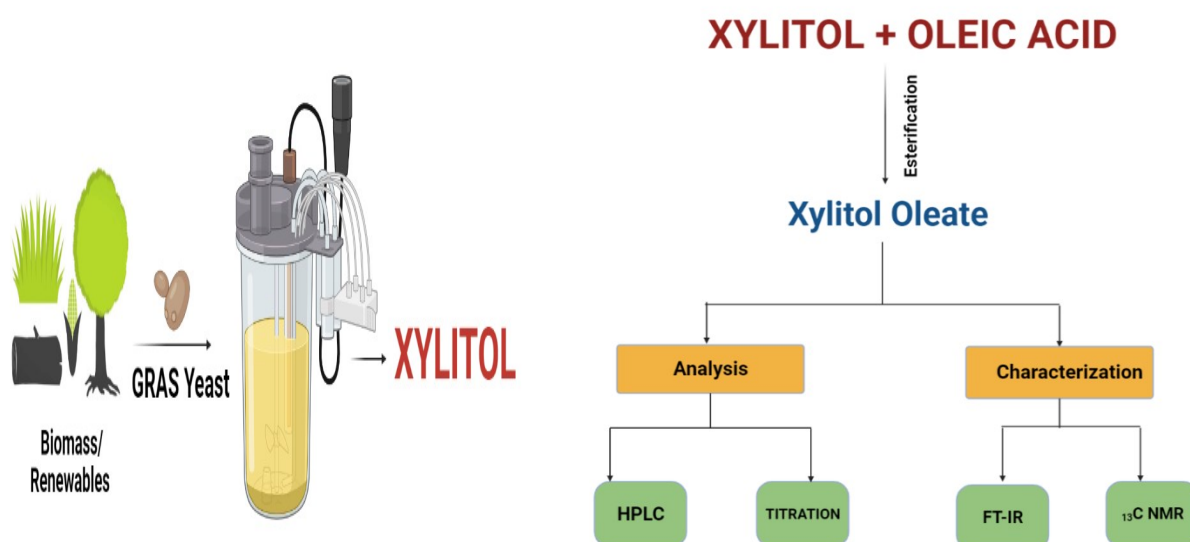 GRAS Yeast
Biomass/
Renewables
XYLITOL
XYLITOL + OLEIC ACID
Esterification
Xylitol Oleate
Analysis
Characterization
HPLC
TITRATION
FT-IR
₁₃C NMR